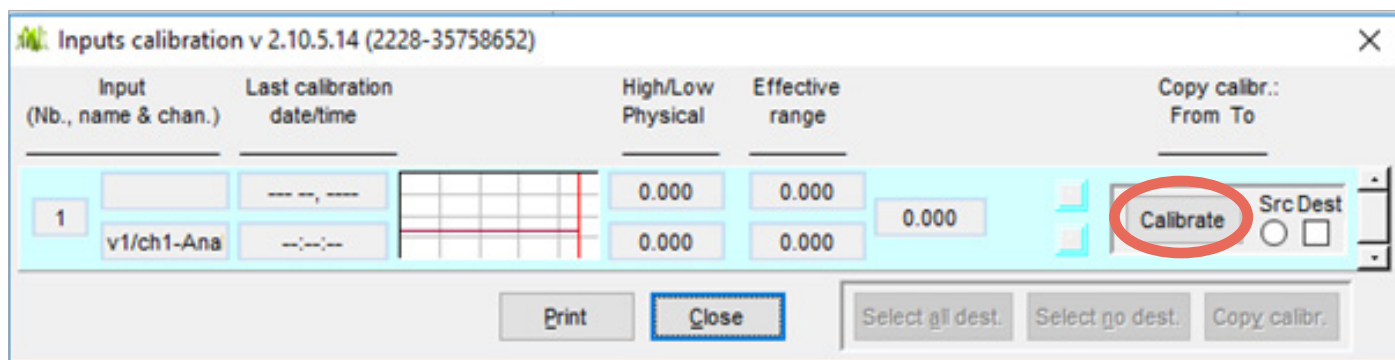 Inputs calibration v 2.10.5.14 (2228-35758652)
Input Last calibration High/Low Effective Copy calibr.:
(Nb., name & chan.) date/time Physical range From To
--- --, ---- 0.000 0.000
1 0.000 Calibrate Src Dest
v1/ch1-Anal --:--:-- 0.000 0.000
Print Close Select all dest. Select no dest. Copy calibr.